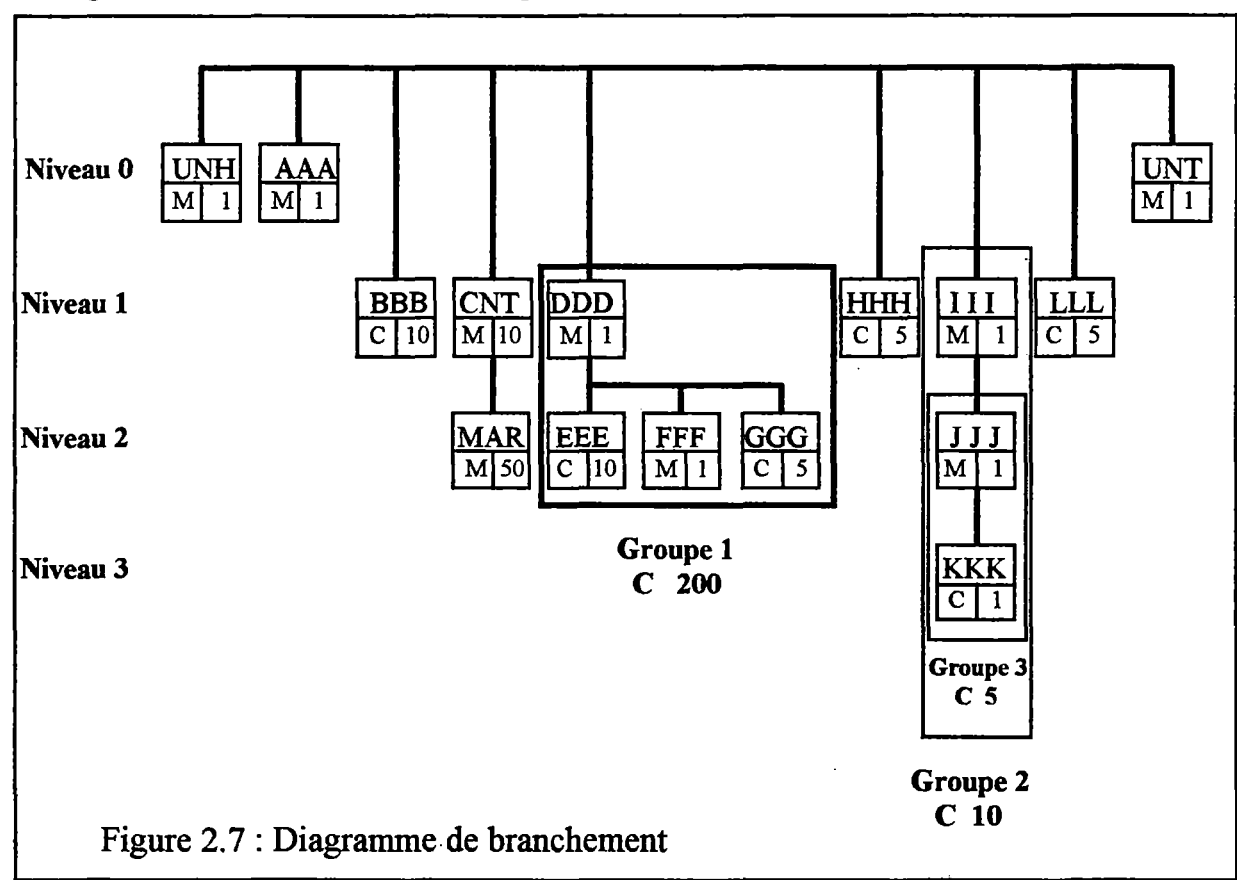 Niveau 0 UNH AAA UNT
M 1 M 1 M 1
Niveau 1 BBB CNT DDD HHH III LLL
C 10 M 10 M 1 C 5 M 1 C 5
Niveau 2 MAR EEE FFF GGG JJJ
M 50 C 10 M 1 C 5 M 1
Groupe 1
C 200
Niveau 3 KKK
C 1
Groupe 3
C 5
Groupe 2
C 10
Figure 2.7 : Diagramme de branchement